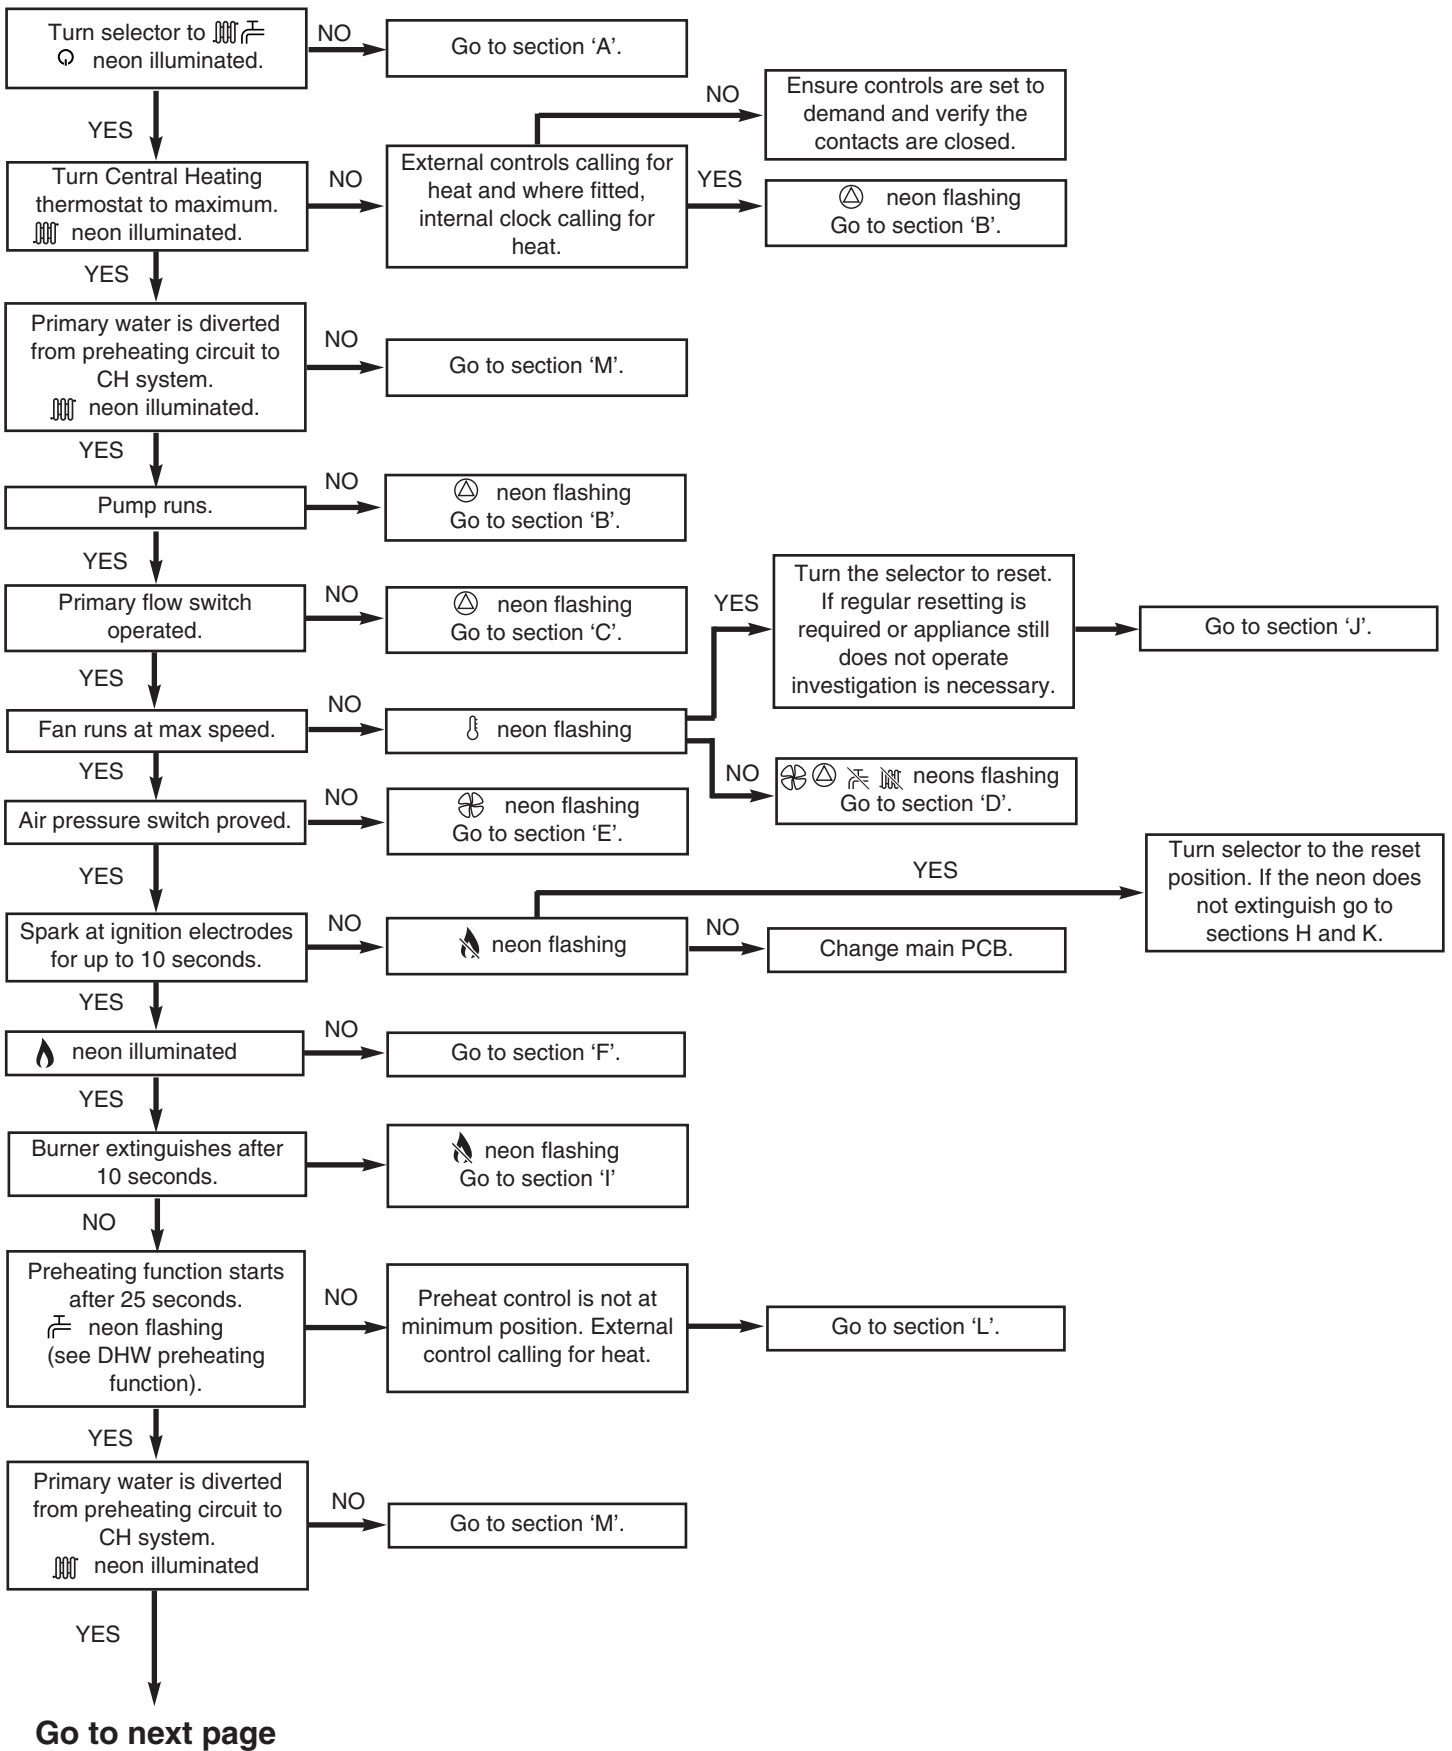 Turn selector to
neon illuminated.
NO
Go to section ‘A’.
YES
Turn Central Heating
thermostat to maximum.
neon illuminated.
NO
External controls calling for
heat and where fitted,
internal clock calling for
heat.
NO
Ensure controls are set to
demand and verify the
contacts are closed.
YES
neon flashing
Go to section ‘B’.
YES
Primary water is diverted
from preheating circuit to
CH system.
neon illuminated.
NO
Go to section ‘M’.
YES
Pump runs.
NO
neon flashing
Go to section ‘B’.
YES
Primary flow switch
operated.
NO
neon flashing
Go to section ‘C’.
YES
Fan runs at max speed.
NO
neon flashing
YES
Turn the selector to reset.
If regular resetting is
required or appliance still
does not operate
investigation is necessary.
Go to section ‘J’.
NO
neons flashing
Go to section ‘D’.
YES
Air pressure switch proved.
NO
neon flashing
Go to section ‘E’.
YES
Spark at ignition electrodes
for up to 10 seconds.
NO
neon flashing
YES
Turn selector to the reset
position. If the neon does
not extinguish go to
sections H and K.
NO
Change main PCB.
YES
neon illuminated
NO
Go to section ‘F’.
YES
Burner extinguishes after
10 seconds.
neon flashing
Go to section ‘I’
NO
Preheating function starts
after 25 seconds.
neon flashing
(see DHW preheating
function).
NO
Preheat control is not at
minimum position. External
control calling for heat.
Go to section ‘L’.
YES
Primary water is diverted
from preheating circuit to
CH system.
neon illuminated
NO
Go to section ‘M’.
YES
Go to next page